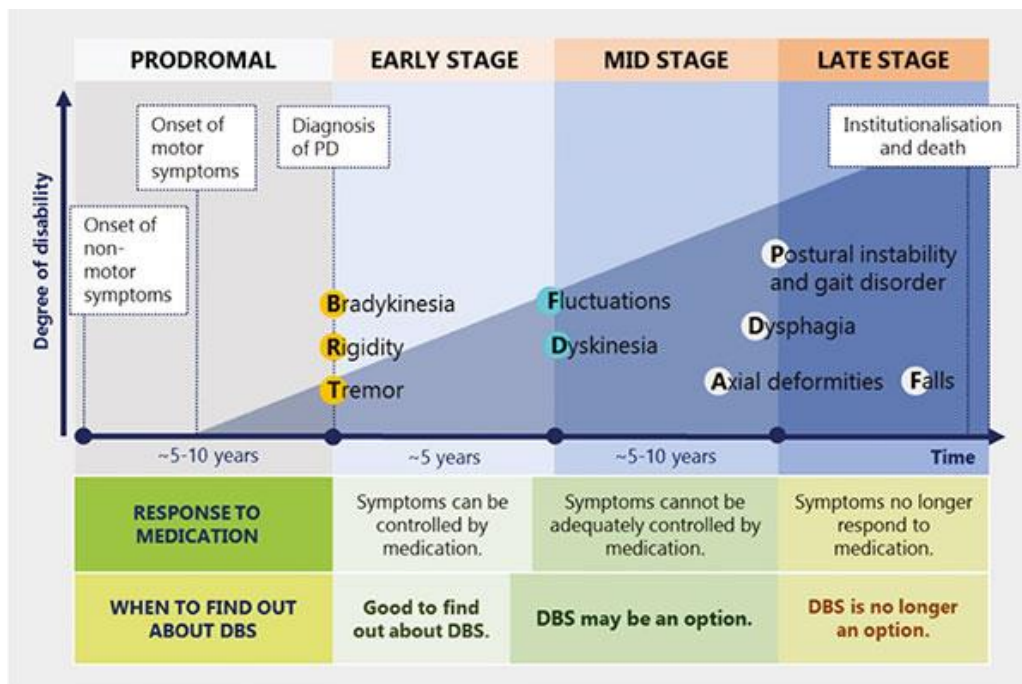 PRODROMAL
EARLY STAGE
MID STAGE
LATE STAGE
Degree of disability
Onset of
non-
motor
symptoms
Onset of
motor
symptoms
Diagnosis
of PD
Institutionalisation
and death
Bradykinesia
Rigidity
Tremor
Fluctuations
Dyskinesia
Postural instability
and gait disorder
Dysphagia
Axial deformities
Falls
~5-10 years
~5 years
~5-10 years
Time
RESPONSE TO
MEDICATION
Symptoms can be
controlled by
medication.
Symptoms cannot be
adequately controlled by
medication.
Symptoms no longer
respond to
medication.
WHEN TO FIND OUT
ABOUT DBS
Good to find
out about DBS.
DBS may be an option.
DBS is no longer
an option.